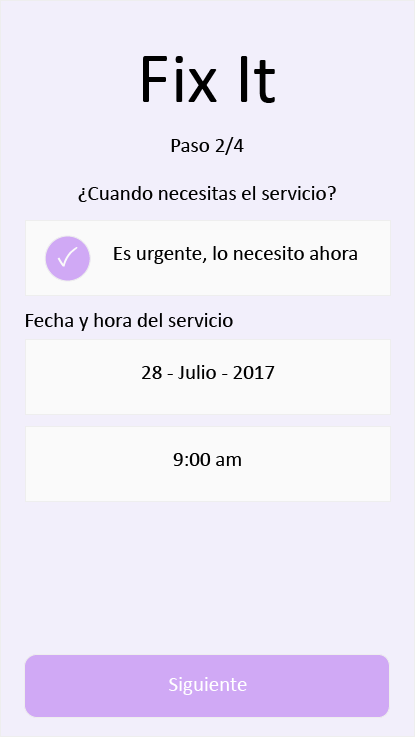 Fix It
Paso 2/4
¿Cuando necesitas el servicio?
Es urgente, lo necesito ahora
Fecha y hora del servicio
28 - Julio - 2017
9:00 am
Siguiente